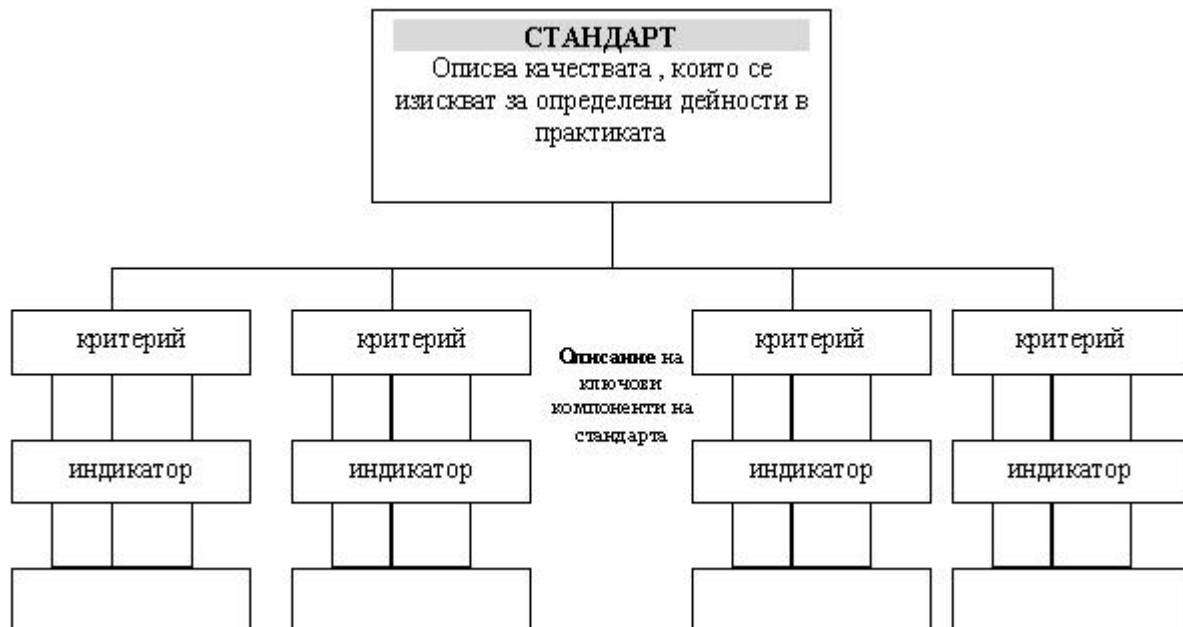 СТАНДАРТ
Описва качествата , които се
изискват за определени дейности в
практиката
критерий
критерий
критерий
критерий
Описание на
ключови
компоненти на
стандарта
индикатор
индикатор
индикатор
индикатор